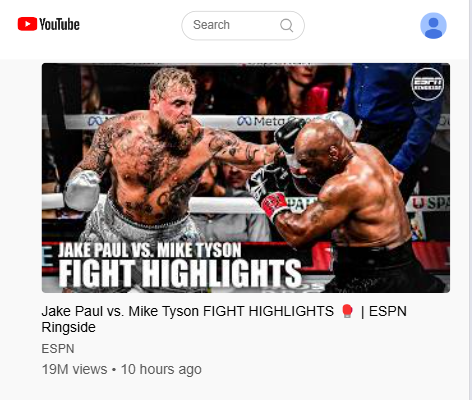 YouTube
Search
ESPN
RINGSIDE
Meta
SPA
JAKE PAUL VS. MIKE TYSON
FIGHT HIGHLIGHTS
Jake Paul vs. Mike Tyson FIGHT HIGHLIGHTS 🥊 | ESPN
Ringside
ESPN
19M views • 10 hours ago